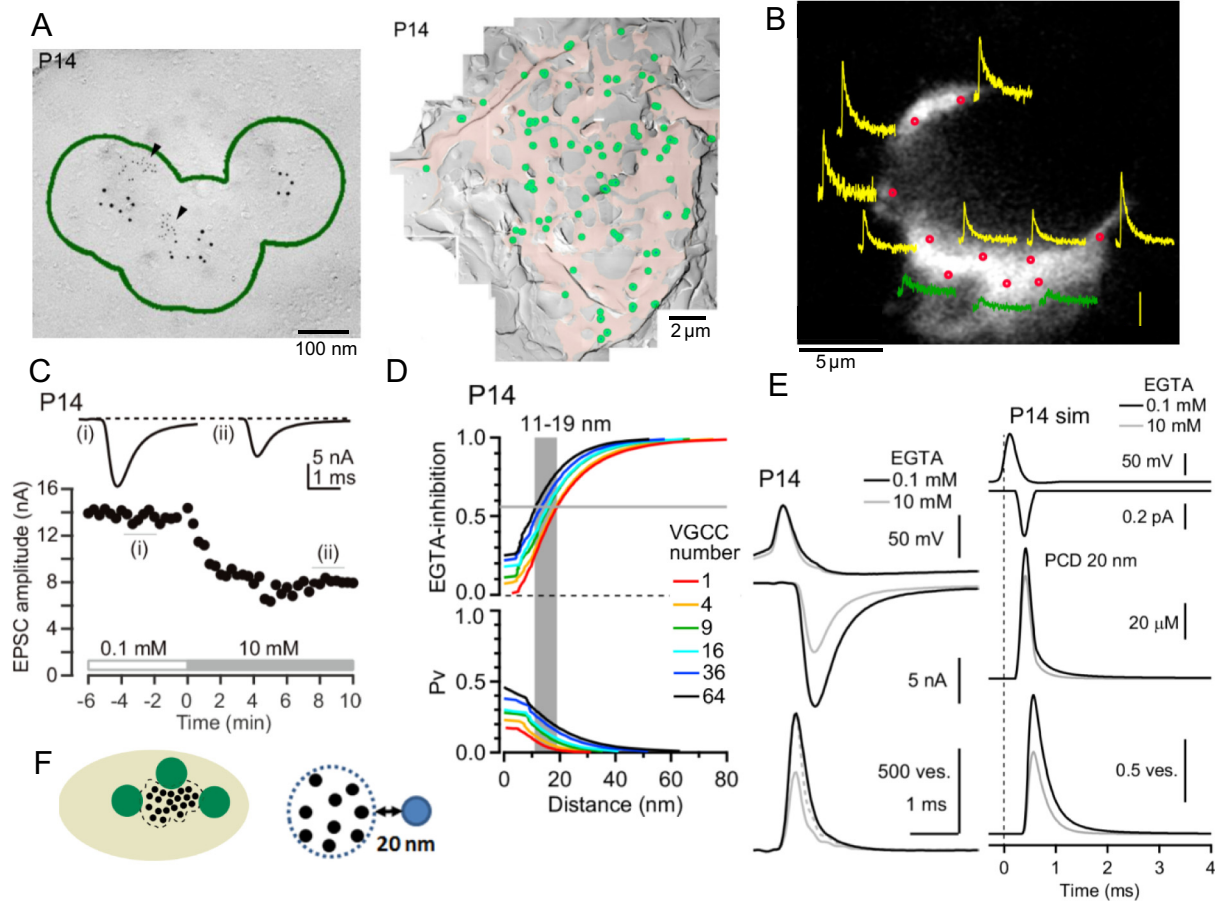 A
P14
100 nm
P14
2 µm
B
5 µm
C
P14
(i)
(ii)
5 nA
1 ms
EPSC amplitude (nA)
16
12
8
4
0
(i)
(ii)
0.1 mM
10 mM
-6
-4
-2
0
2
4
6
8
10
Time (min)
D
P14
11-19 nm
EGTA-inhibition
1.0
0.5
0.0
VGCC
number
1
4
9
16
36
64
Pv
1.0
0.5
0.0
0
20
40
60
80
Distance (nm)
E
P14
EGTA
0.1 mM
10 mM
50 mV
5 nA
500 ves.
1 ms
P14 sim
EGTA
0.1 mM
10 mM
50 mV
0.2 pA
PCD 20 nm
20 µM
0.5 ves.
0
1
2
3
4
Time (ms)
F
20 nm